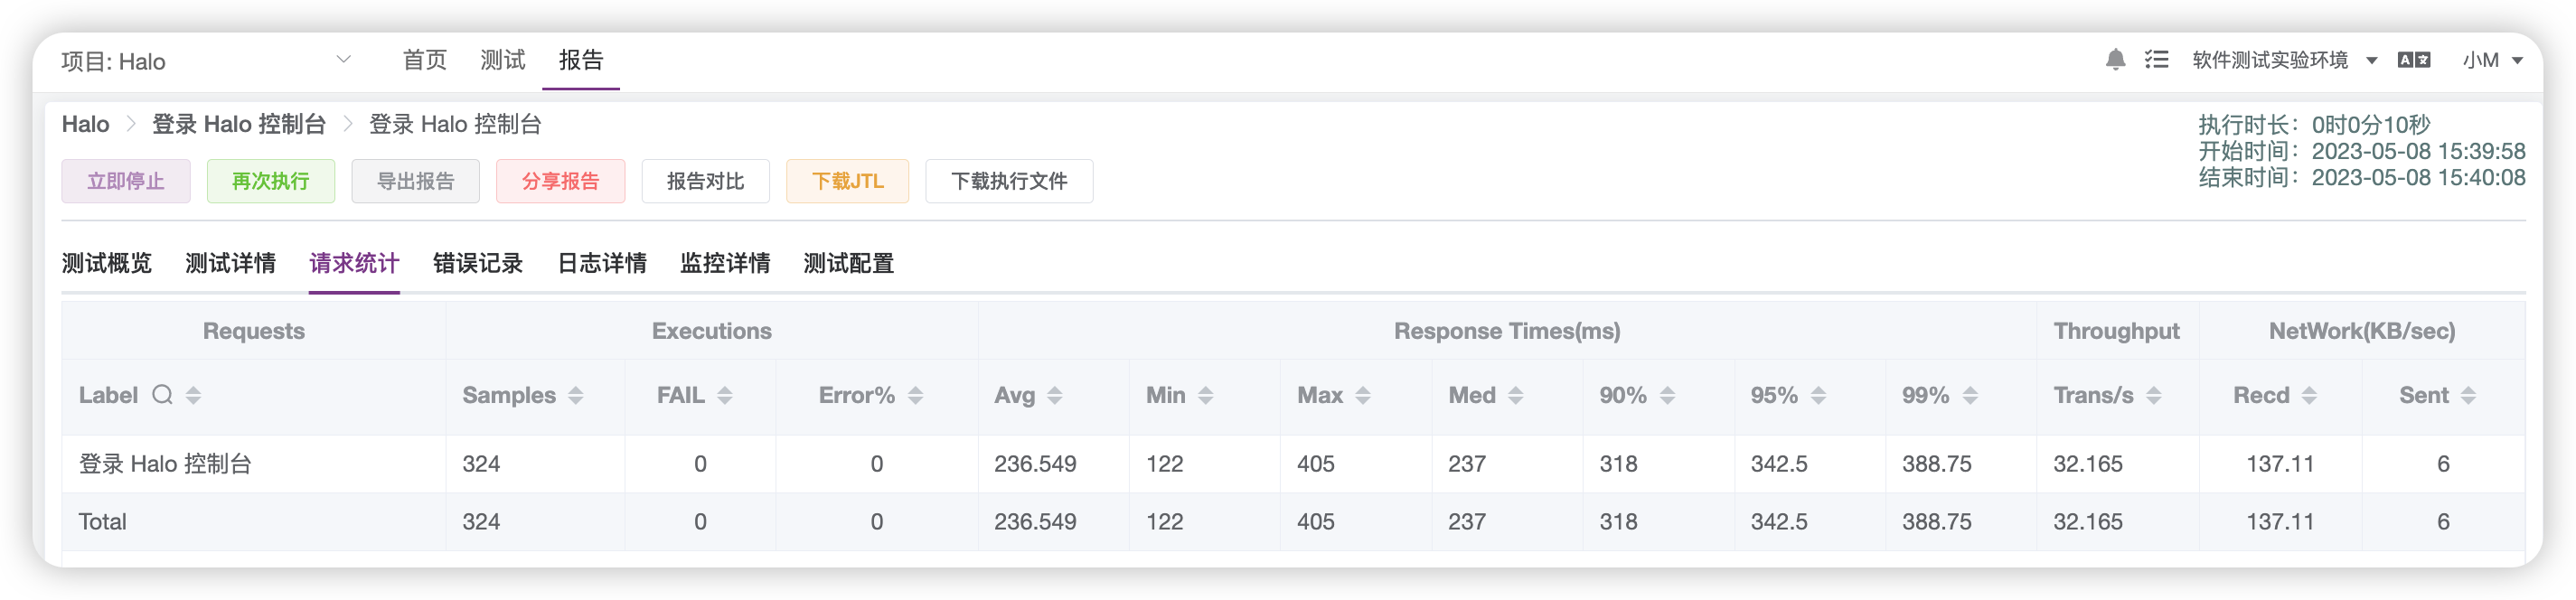 项目: Halo 首页 测试 报告 软件测试实验环境 小M
Halo > 登录 Halo 控制台 > 登录 Halo 控制台
执行时长：0时0分10秒
开始时间：2023-05-08 15:39:58
结束时间：2023-05-08 15:40:08
立即停止 再次执行 导出报告 分享报告 报告对比 下载JTL 下载执行文件
测试概览 测试详情 请求统计 错误记录 日志详情 监控详情 测试配置
Requests Executions Response Times(ms) Throughput NetWork(KB/sec)
Label Samples FAIL Error% Avg Min Max Med 90% 95% 99% Trans/s Recd Sent
登录 Halo 控制台 324 0 0 236.549 122 405 237 318 342.5 388.75 32.165 137.11 6
Total 324 0 0 236.549 122 405 237 318 342.5 388.75 32.165 137.11 6